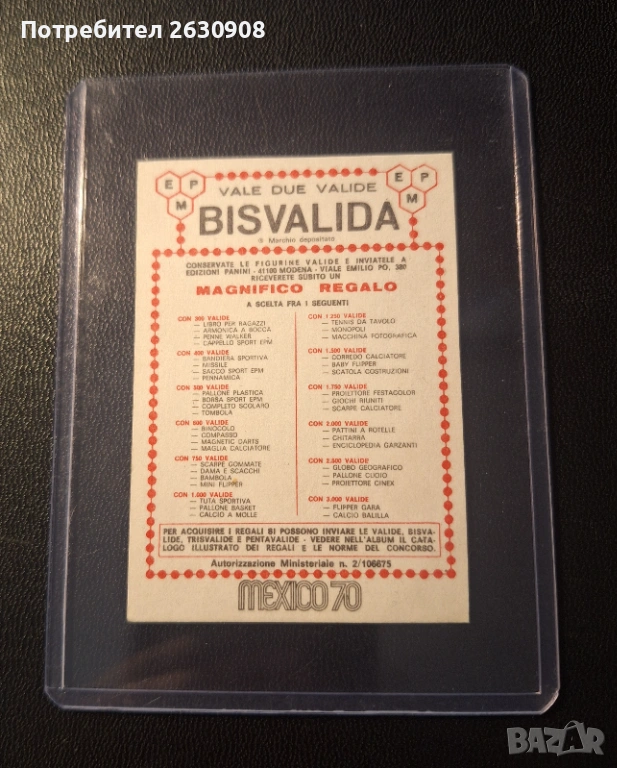 Потребител 2630908
E P M
E P M
VALE DUE VALIDE
BISVALIDA
® Marchio depositato
CONSERVATE LE FIGURINE VALIDE E INVIATELE A
EDIZIONI PANINI - 41100 MODENA - VIALE EMILIO PO, 380
RICEVERETE SUBITO UN
MAGNIFICO REGALO
A SCELTA FRA I SEGUENTI
CON 300 VALIDE
— LIBRO PER RAGAZZI
— ARMONICA A BOCCA
— PENNE WALKER
— CAPPELLO SPORT EPM
CON 400 VALIDE
— BANDIERA SPORTIVA
— MISSILE
— SACCO SPORT EPM
— PENNAMICA
CON 500 VALIDE
— PALLONE PLASTICA
— BORSA SPORT EPM
— COMPLETO SCOLARO
— TOMBOLA
CON 600 VALIDE
— BINOCOLO
— COMPASSO
— MAGNETIC DARTS
— MAGLIA CALCIATORE
CON 750 VALIDE
— SCARPE GOMMATE
— DAMA E SCACCHI
— BAMBOLA
— MINI FLIPPER
CON 1.000 VALIDE
— TUTA SPORTIVA
— PALLONE BASKET
— CALCIO A MOLLE
CON 1.250 VALIDE
— TENNIS DA TAVOLO
— MONOPOLI
— MACCHINA FOTOGRAFICA
CON 1.500 VALIDE
— CORREDO CALCIATORE
— BABY FLIPPER
— SCATOLA COSTRUZIONI
CON 1.750 VALIDE
— PROIETTORE FESTACOLOR
— GIOCHI RIUNITI
— SCARPE CALCIATORE
CON 2.000 VALIDE
— PATTINI A ROTELLE
— CHITARRA
— ENCICLOPEDIA GARZANTI
CON 2.500 VALIDE
— GLOBO GEOGRAFICO
— PALLONE CUOIO
— PROIETTORE CINEX
CON 3.000 VALIDE
— FLIPPER GARA
— CALCIO BALILLA
PER ACQUISIRE I REGALI BI POSSONO INVIARE LE VALIDE, BISVA-
LIDE, TRISVALIDE E PENTAVALIDE - VEDERE NELL'ALBUM IL CATA-
LOGO ILLUSTRATO DEI REGALI E LE NORME DEL CONCORSO.
Autorizzazione Ministeriale n. 2/106675
MEXICO 70
BAZAR